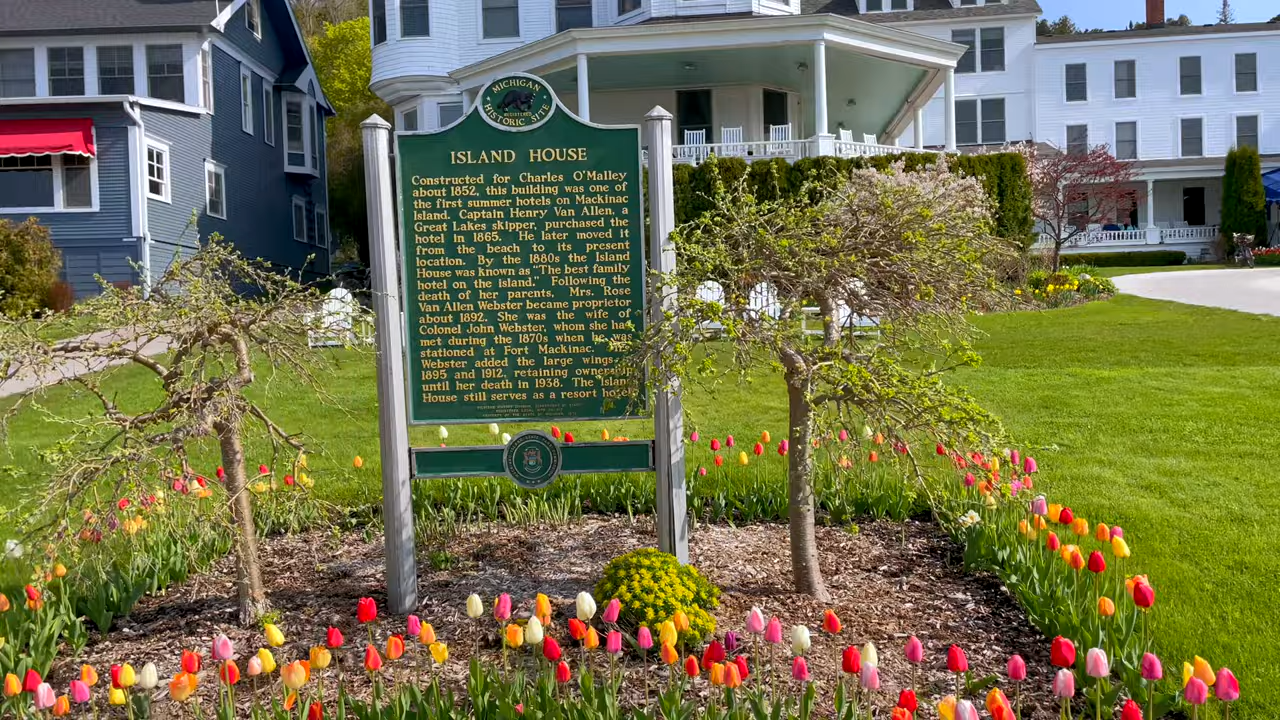 MICHIGAN
REGISTERED
HISTORIC SITE
ISLAND HOUSE
Constructed for Charles O'Malley
about 1852, this building was one of
the first summer hotels on Mackinac
Island. Captain Henry Van Allen, a
Great Lakes skipper, purchased the
hotel in 1865. He later moved it
from the beach to its present
location. By the 1880s the Island
House was known as "The best family
hotel on the island." Following the
death of her parents, Mrs. Rose
Van Allen Webster became proprietor
about 1892. She was the wife of
Colonel John Webster, whom she had
met during the 1870s when he was
stationed at Fort Mackinac.
Webster added the large wings
1895 and 1912, retaining ownership
until her death in 1938. The Island
House still serves as a resort hotel.